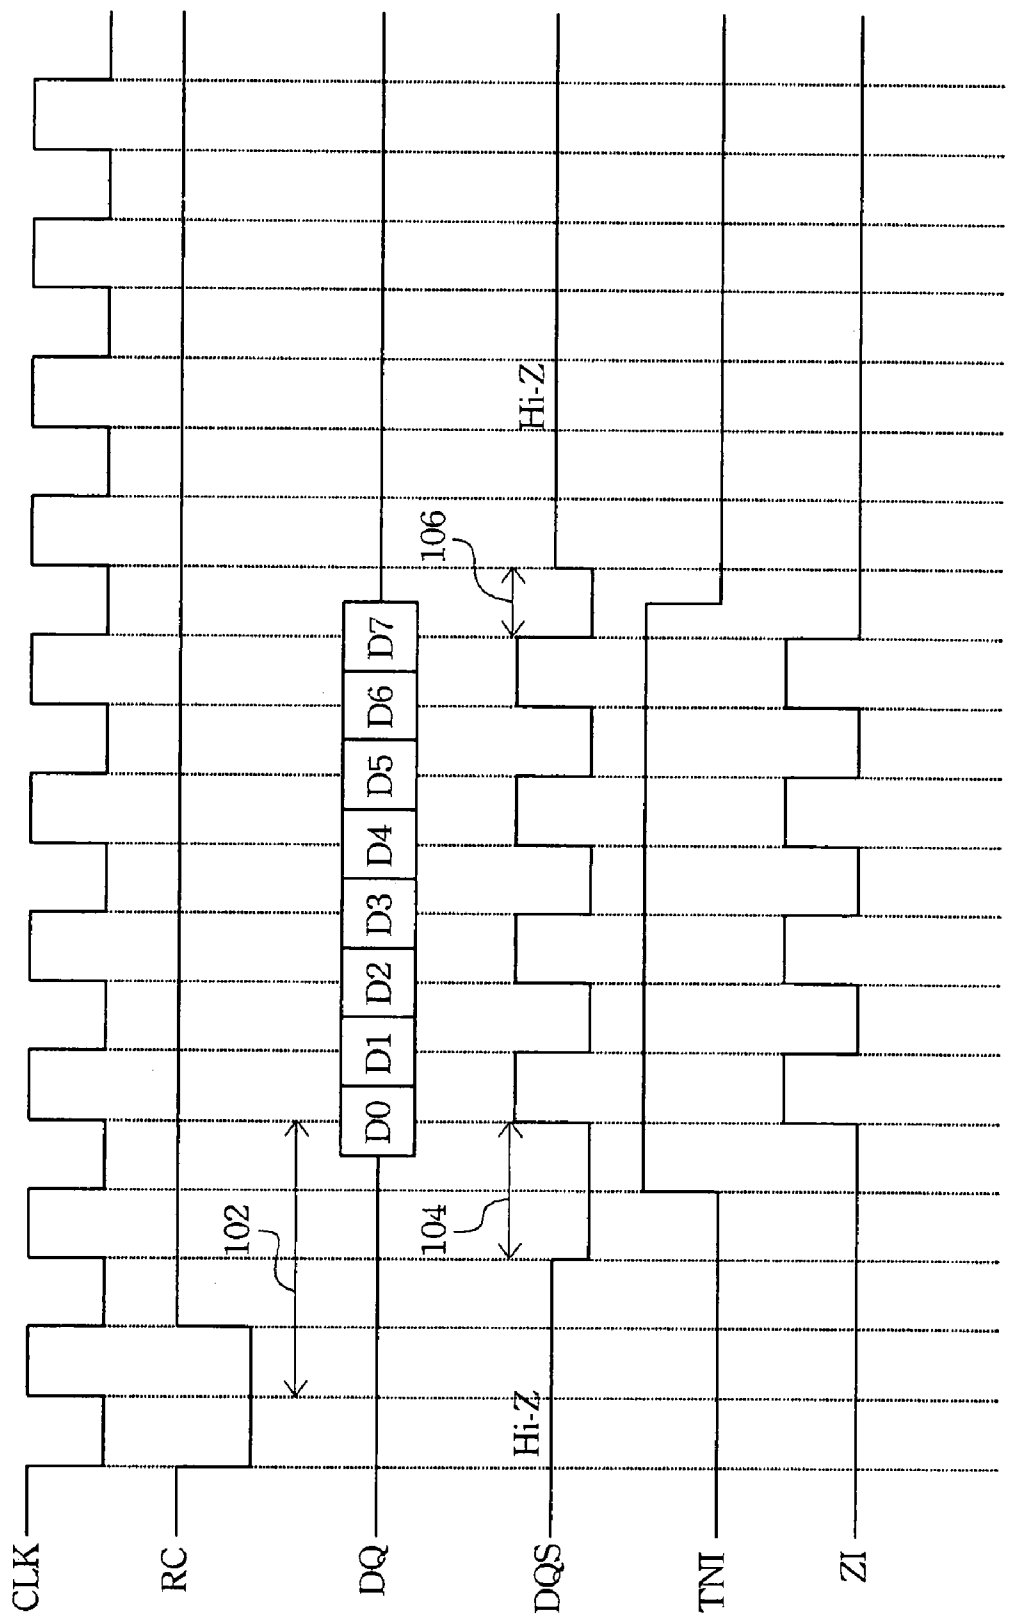 CLK
RC
102
DQ
D0 D1 D2 D3 D4 D5 D6 D7
DQS
Hi-Z
104
106
Hi-Z
TNI
ZI